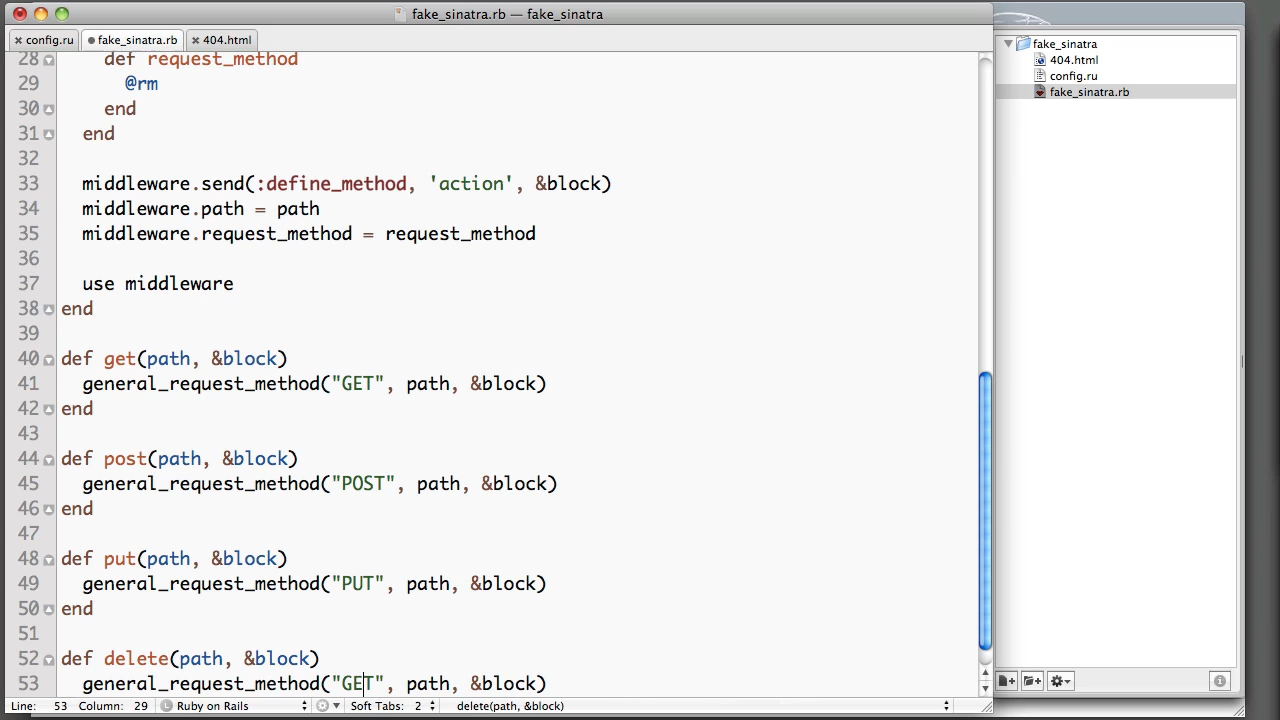 fake_sinatra.rb — fake_sinatra
config.ru
fake_sinatra.rb
404.html
28 def request_method
29 @rm
30 end
31 end
32
33 middleware.send(:define_method, 'action', &block)
34 middleware.path = path
35 middleware.request_method = request_method
36
37 use middleware
38 end
39
40 def get(path, &block)
41 general_request_method("GET", path, &block)
42 end
43
44 def post(path, &block)
45 general_request_method("POST", path, &block)
46 end
47
48 def put(path, &block)
49 general_request_method("PUT", path, &block)
50 end
51
52 def delete(path, &block)
53 general_request_method("GET", path, &block)
Line: 53 Column: 29 Ruby on Rails Soft Tabs: 2 delete(path, &block)
fake_sinatra
404.html
config.ru
fake_sinatra.rb